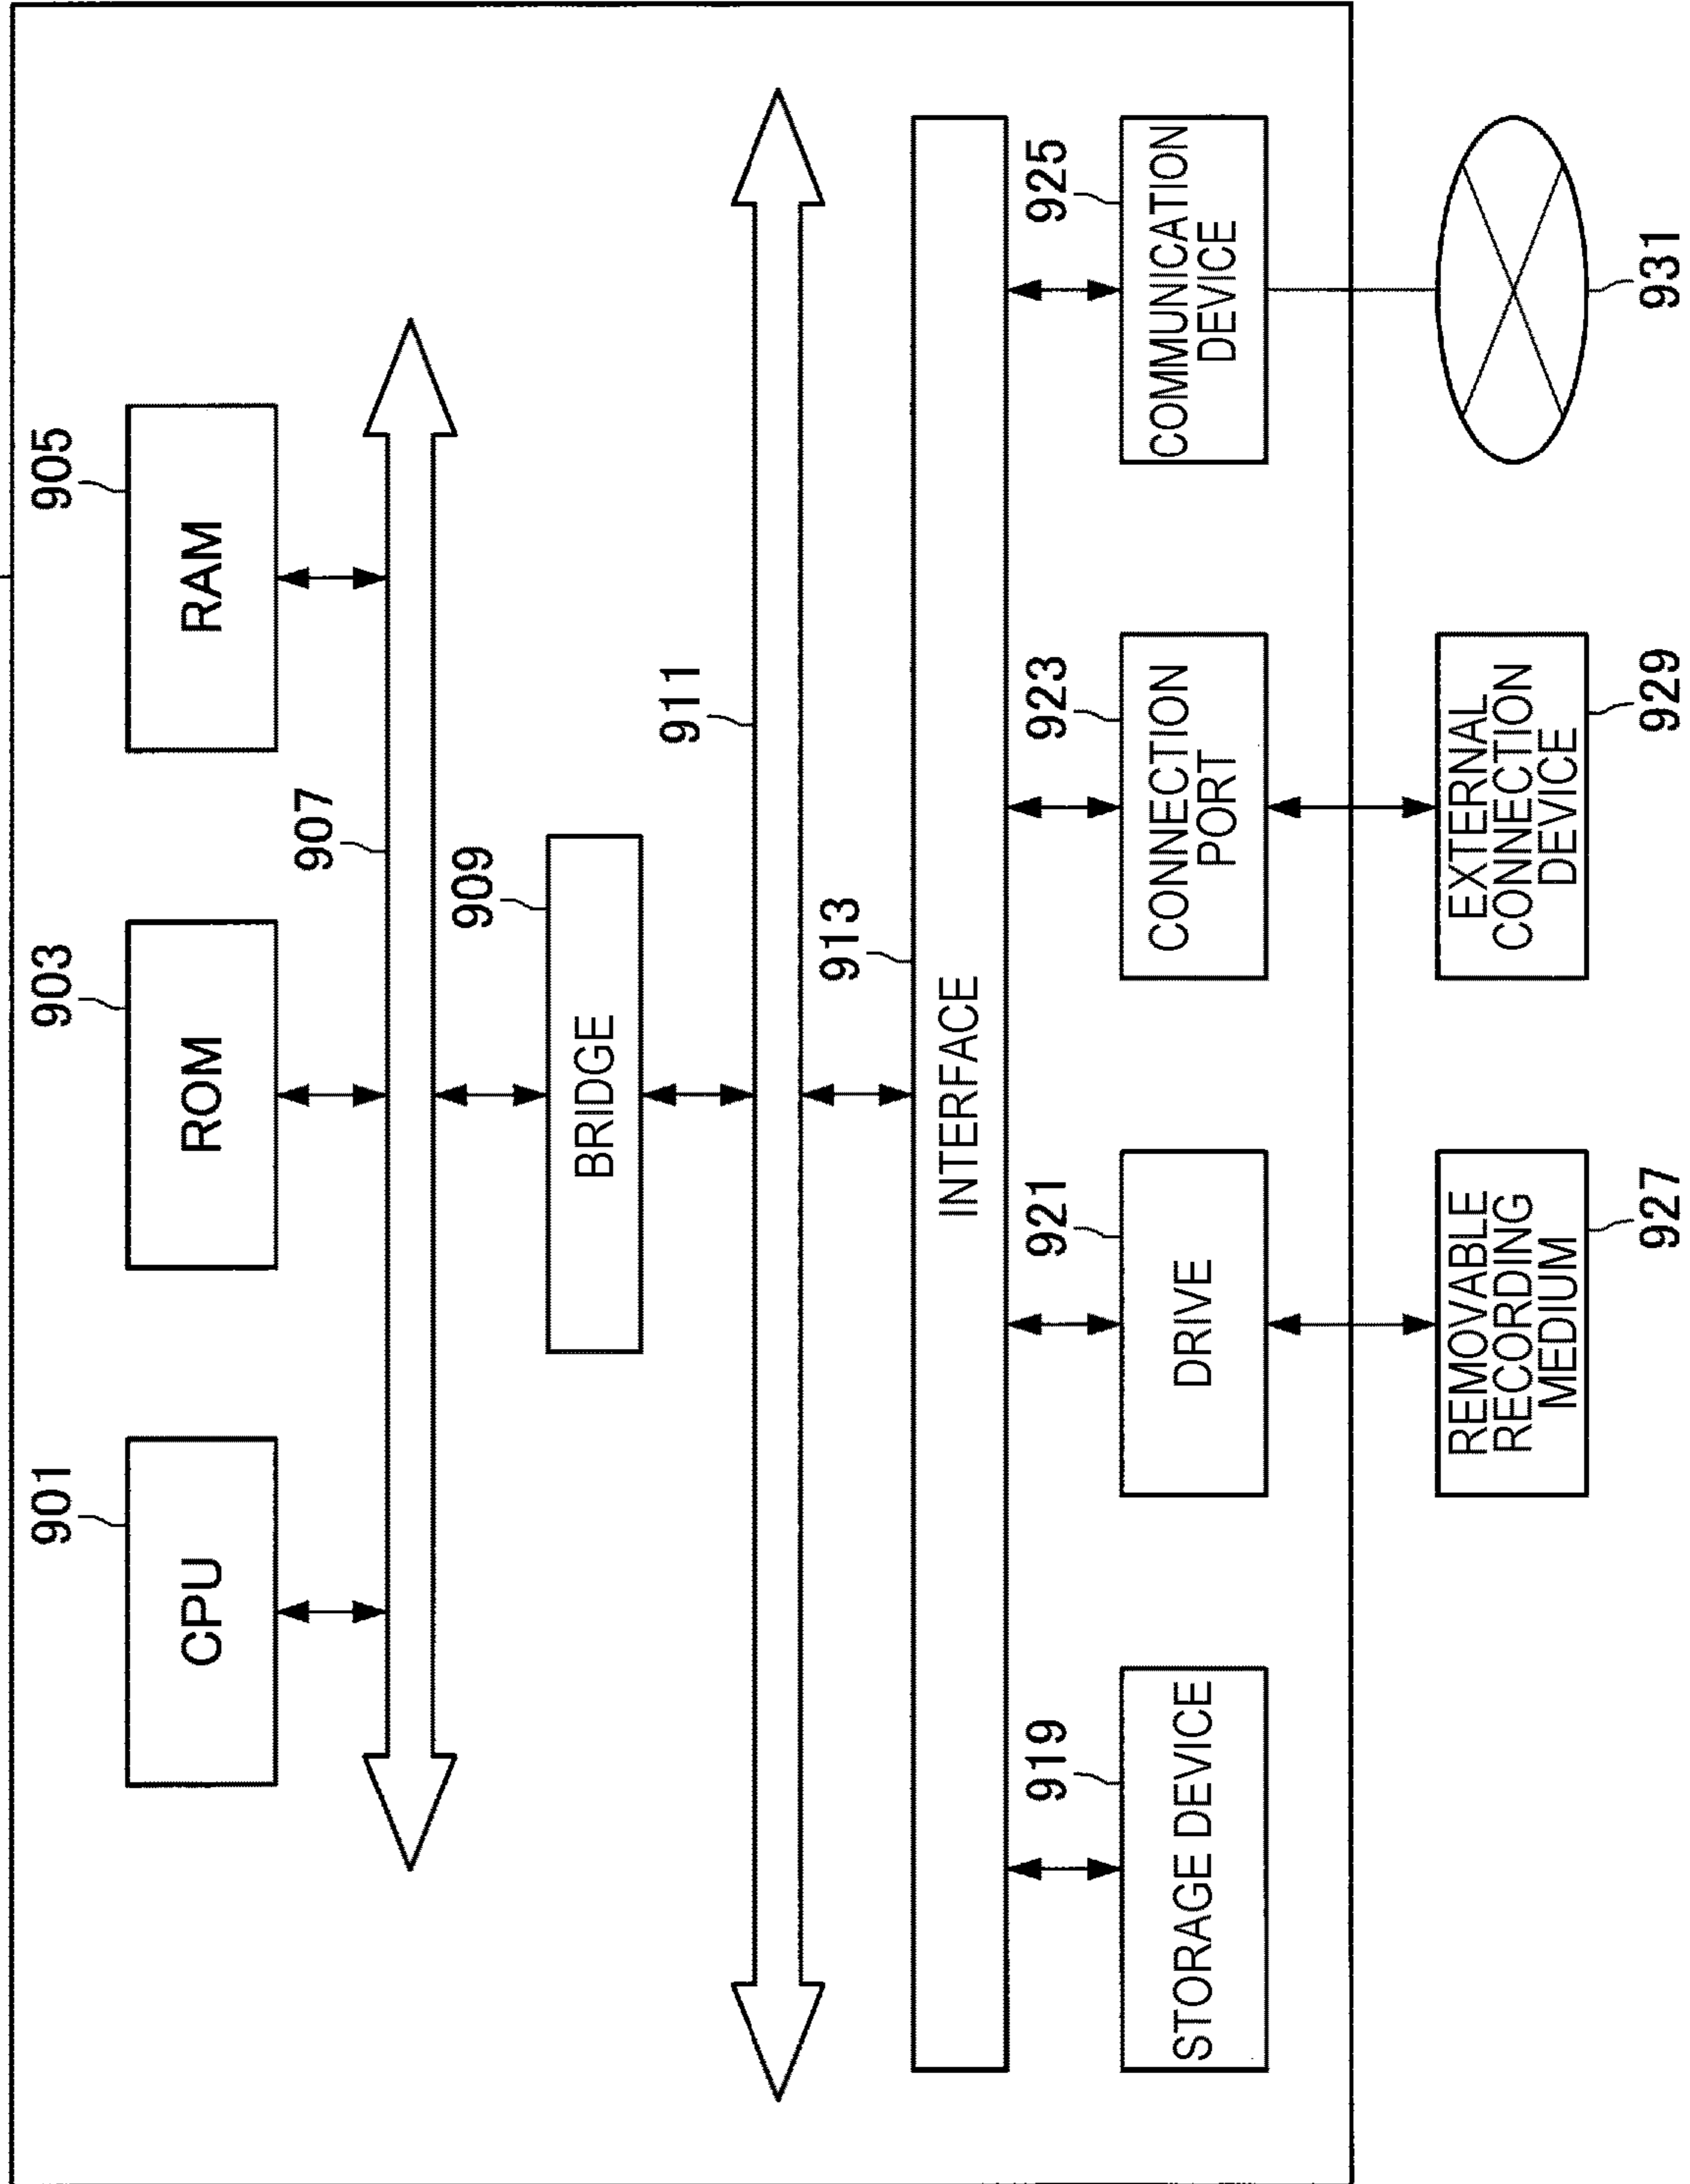 901
CPU
903
ROM
905
RAM
907
909
BRIDGE
911
913
INTERFACE
919
STORAGE DEVICE
921
DRIVE
923
CONNECTION
PORT
925
COMMUNICATION
DEVICE
REMOVABLE
RECORDING
MEDIUM
927
EXTERNAL
CONNECTION
DEVICE
929
931